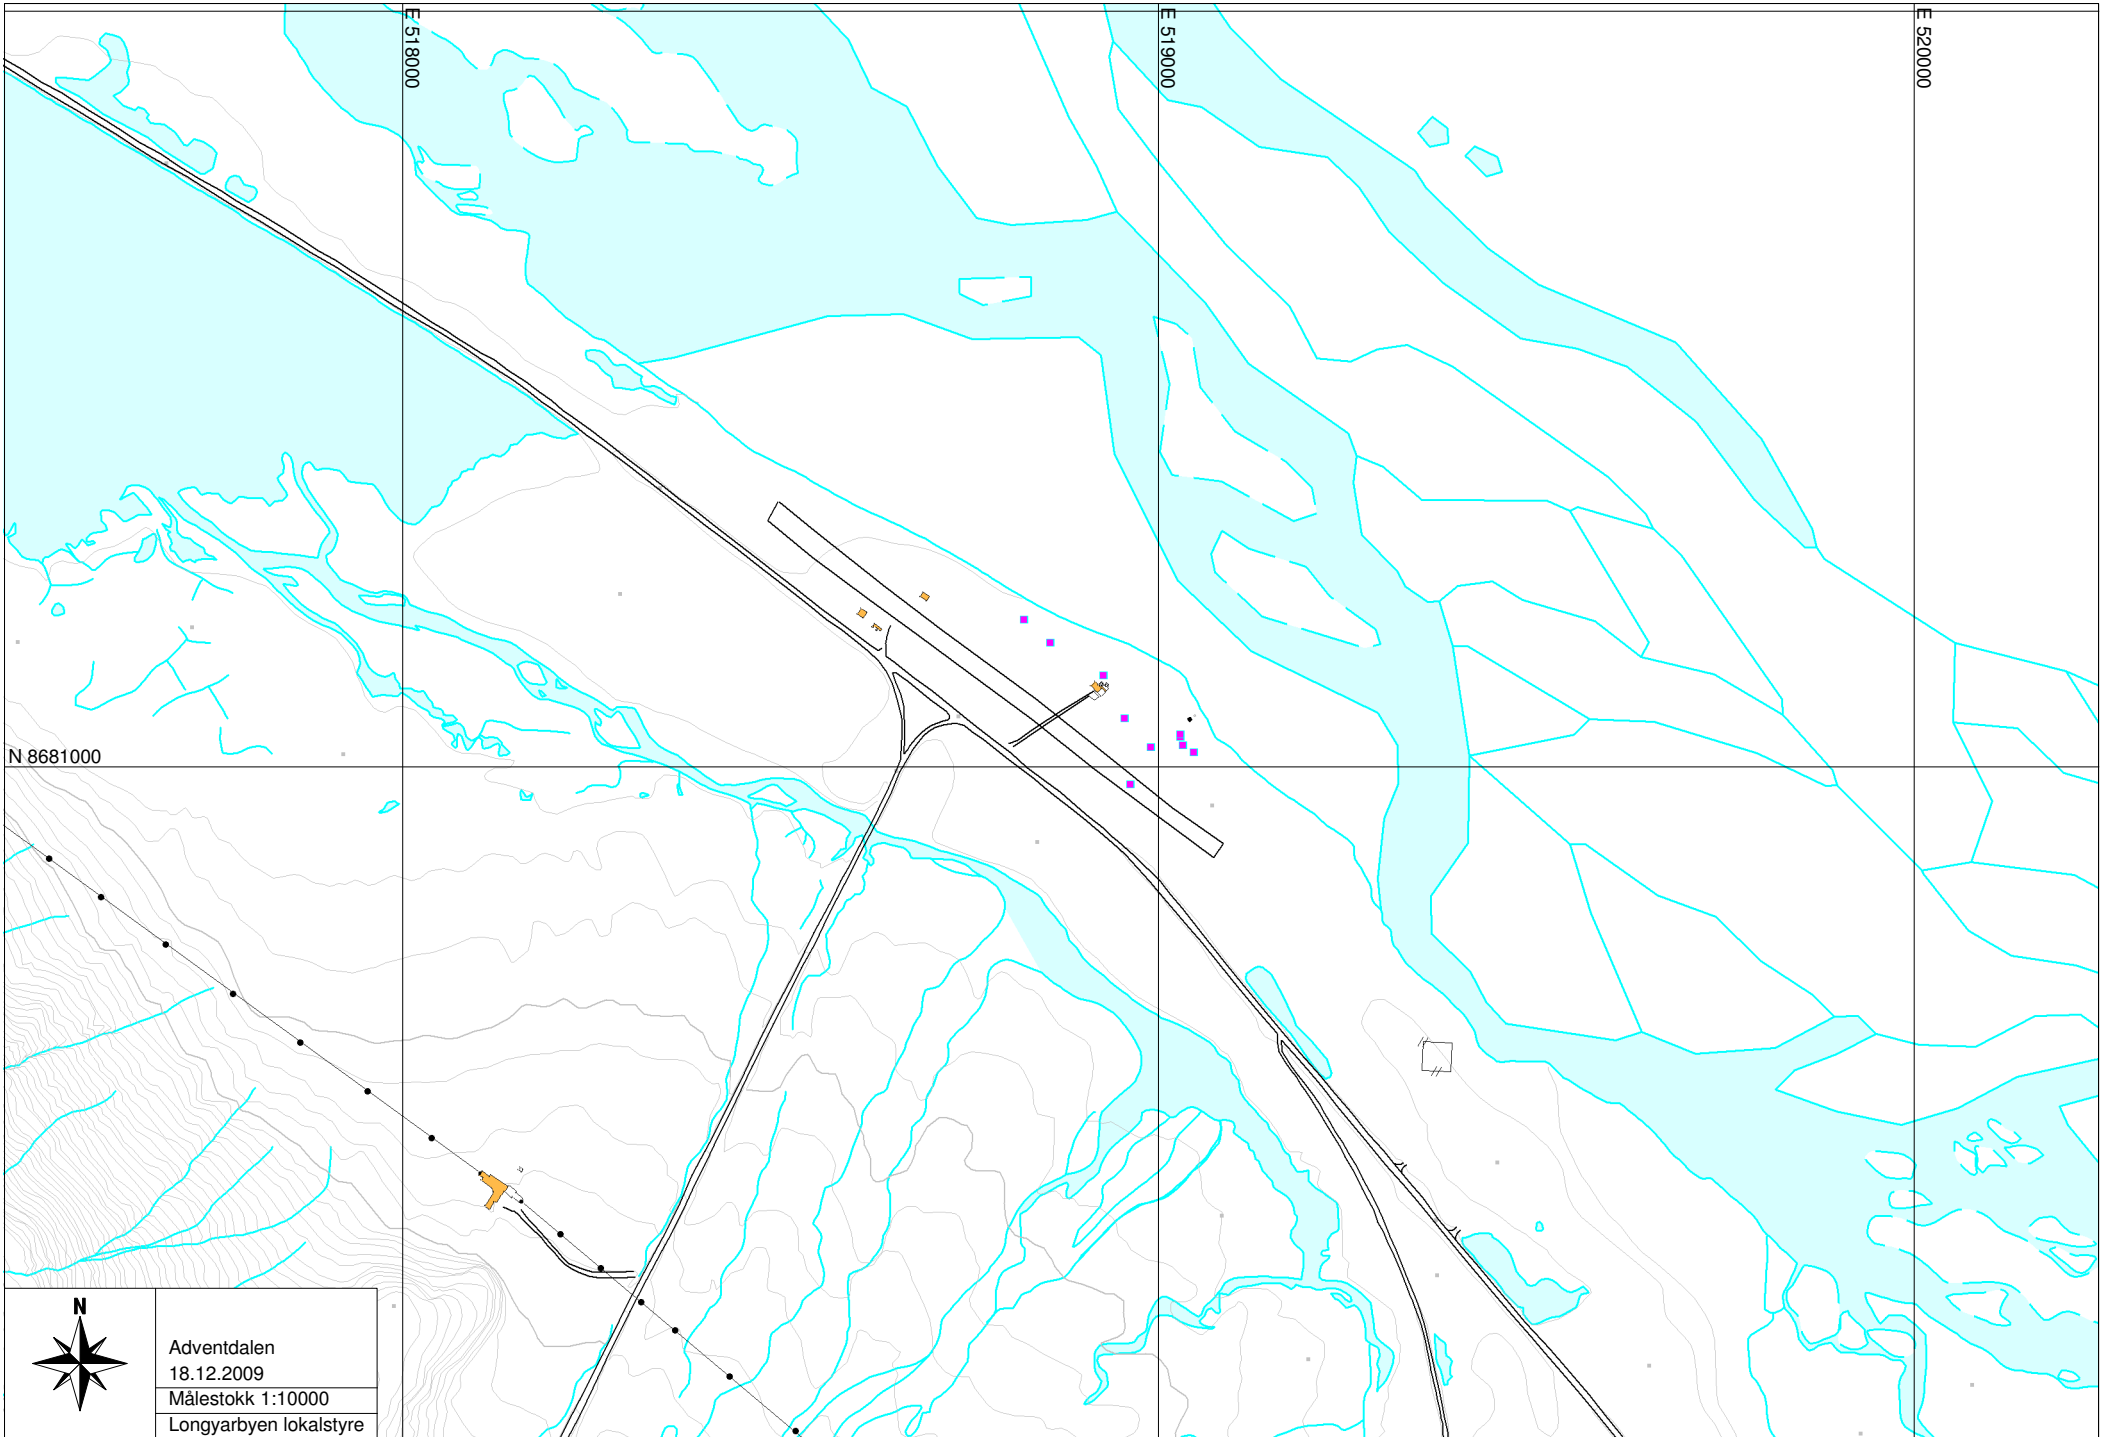 E 518000
E 519000
E 520000
N 8681000
N
Adventdalen
18.12.2009
Målestokk 1:10000
Longyarbyen lokalstyre